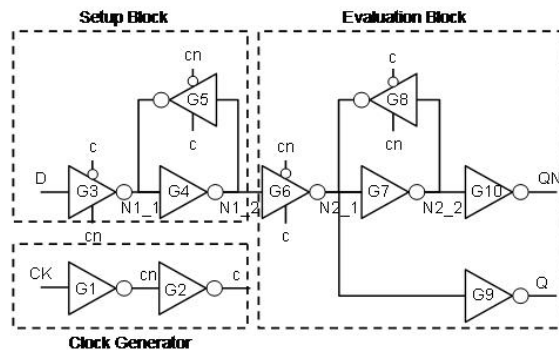 Setup Block
Evaluation Block
cn
c
G5
G8
c
c
cn
cn
D
G3
G4
G6
G7
G10
QN
N1_1
N1_2
N2_1
N2_2
cn
c
CK
G1
cn
G2
c
G9
Q
Clock Generator